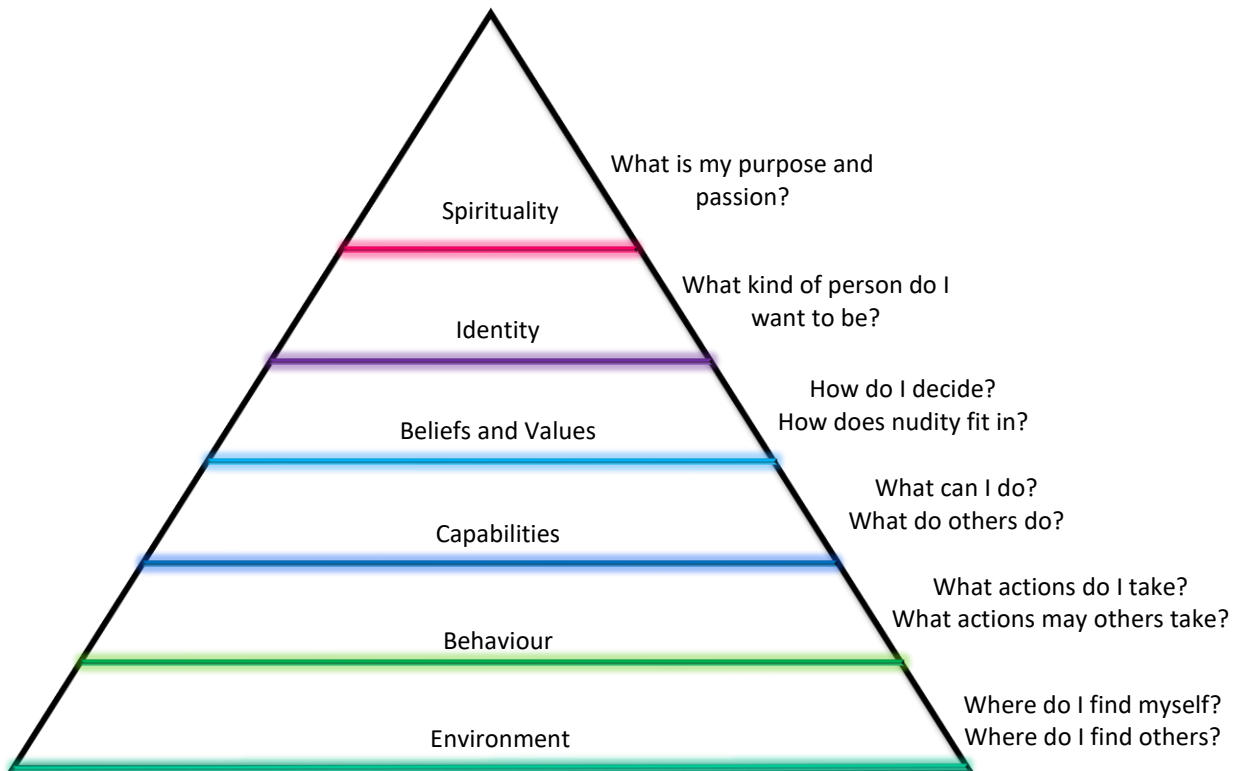 What is my purpose and
passion?
Spirituality
What kind of person do I
want to be?
Identity
How do I decide?
How does nudity fit in?
Beliefs and Values
What can I do?
What do others do?
Capabilities
What actions do I take?
What actions may others take?
Behaviour
Where do I find myself?
Where do I find others?
Environment